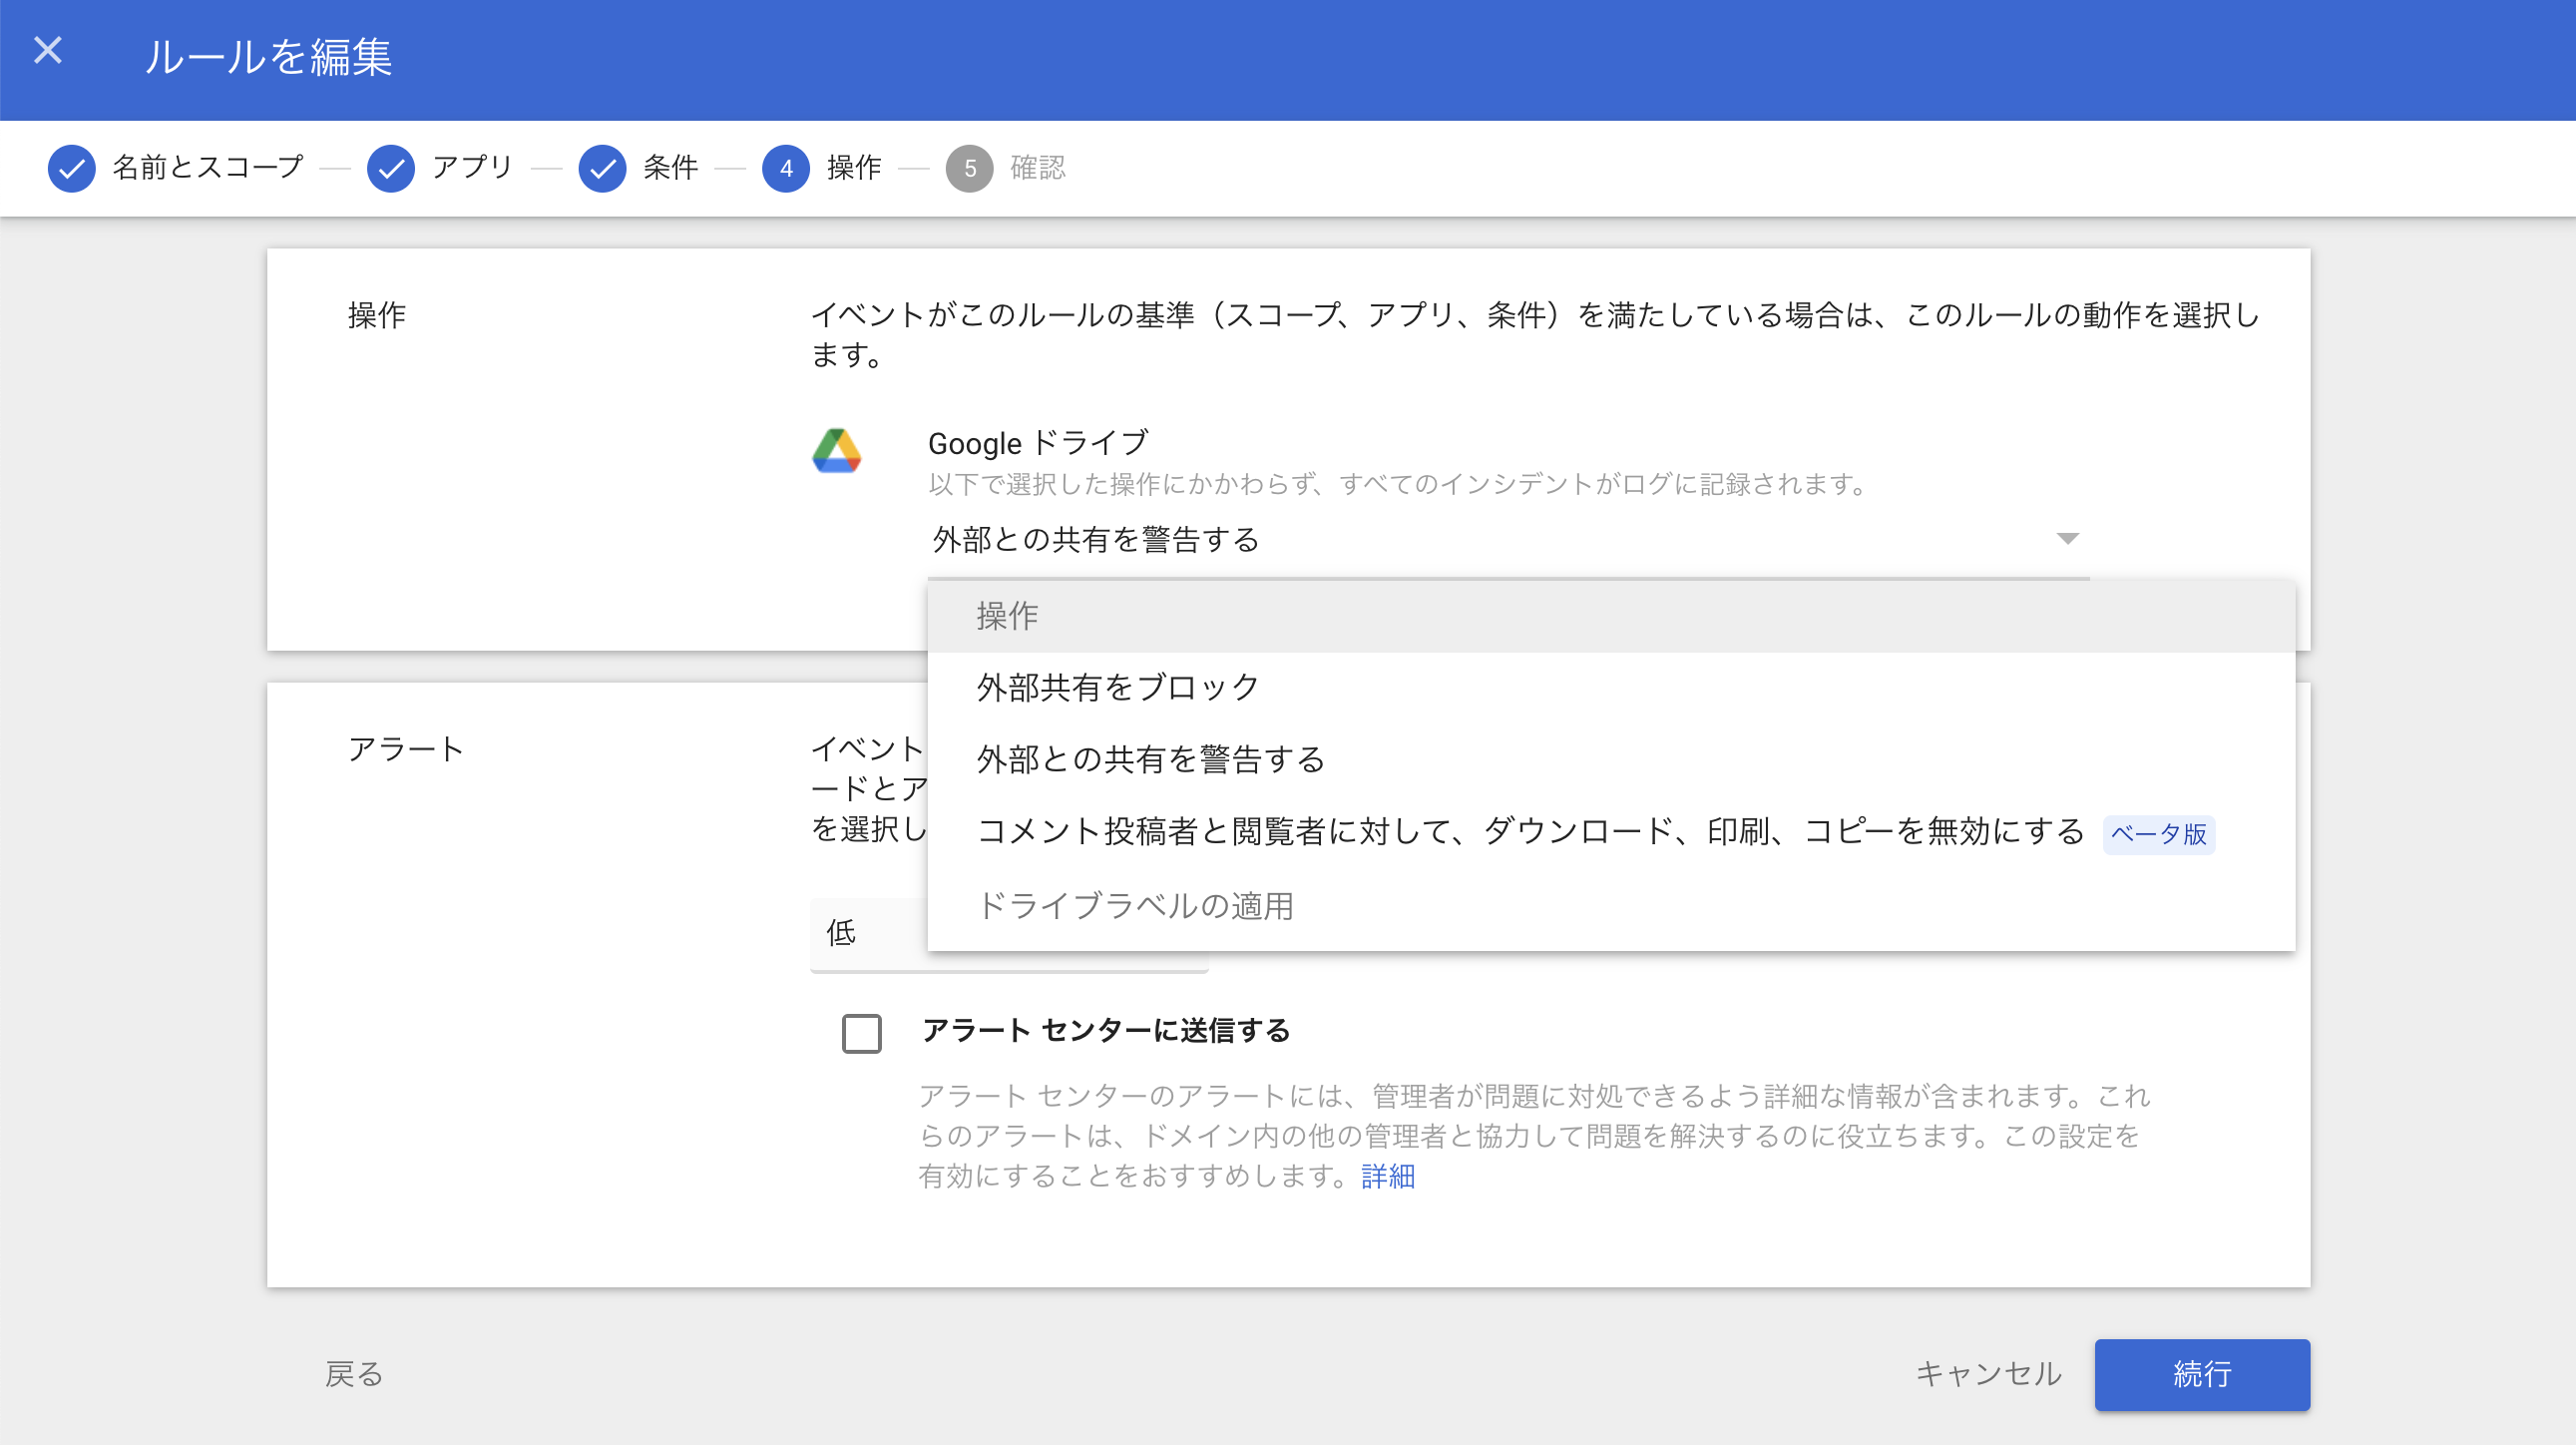 ルールを編集
名前とスコープ
アプリ
条件
4 操作
5 確認
操作
イベントがこのルールの基準（スコープ、アプリ、条件）を満たしている場合は、このルールの動作を選択し
ます。
Google ドライブ
以下で選択した操作にかかわらず、すべてのインシデントがログに記録されます。
外部との共有を警告する
操作
外部共有をブロック
外部との共有を警告する
コメント投稿者と閲覧者に対して、ダウンロード、印刷、コピーを無効にする ベータ版
ドライブラベルの適用
アラート
イベント
ードとア
を選択し
低
アラート センターに送信する
アラート センターのアラートには、管理者が問題に対処できるよう詳細な情報が含まれます。これ
らのアラートは、ドメイン内の他の管理者と協力して問題を解決するのに役立ちます。この設定を
有効にすることをおすすめします。詳細
戻る
キャンセル
続行